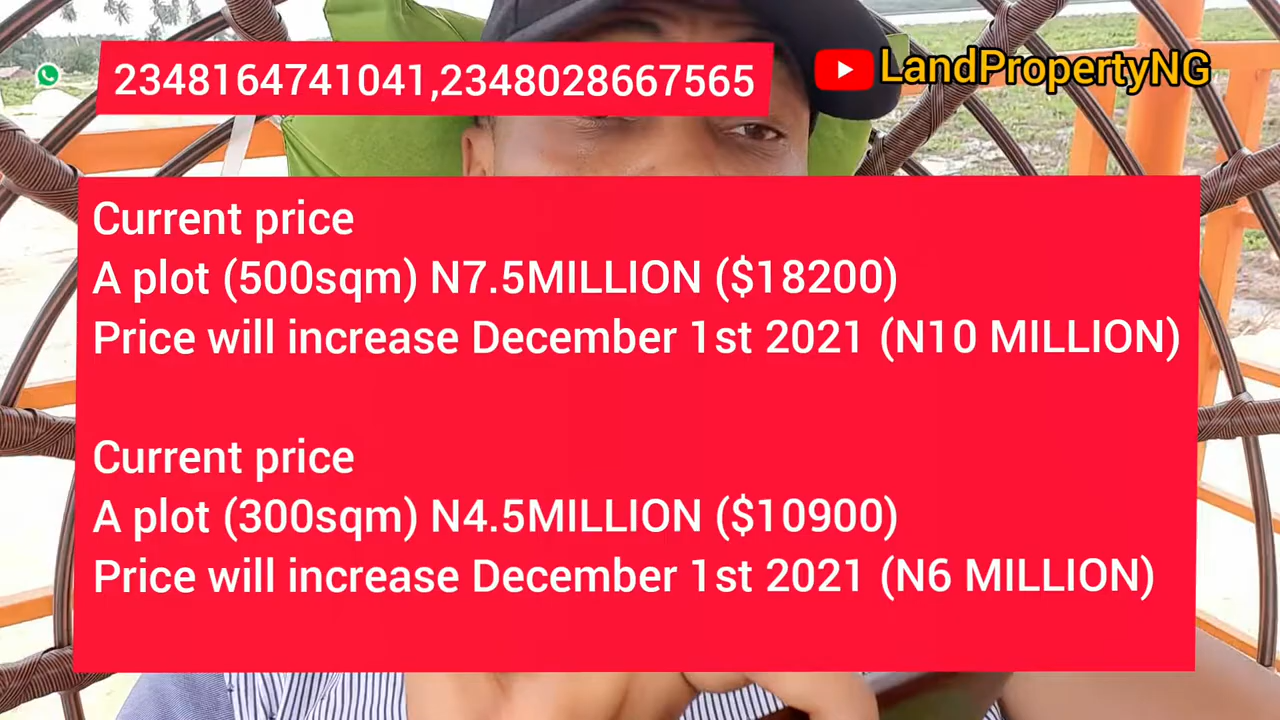 2348164741041,2348028667565
LandPropertyNG
Current price
A plot (500sqm) N7.5MILLION ($18200)
Price will increase December 1st 2021 (N10 MILLION)
Current price
A plot (300sqm) N4.5MILLION ($10900)
Price will increase December 1st 2021 (N6 MILLION)